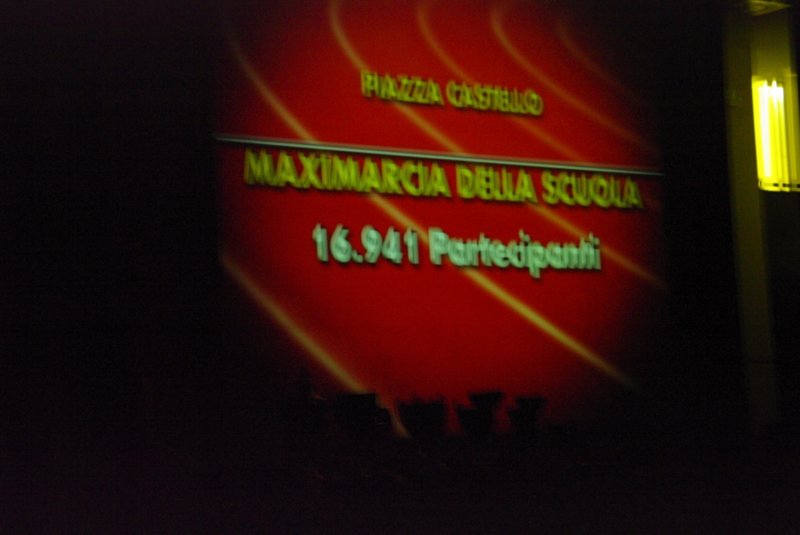 PIAZZA CASTELLO
MAXIMARCIA DELLA SCUOLA
16.941 Partecipanti